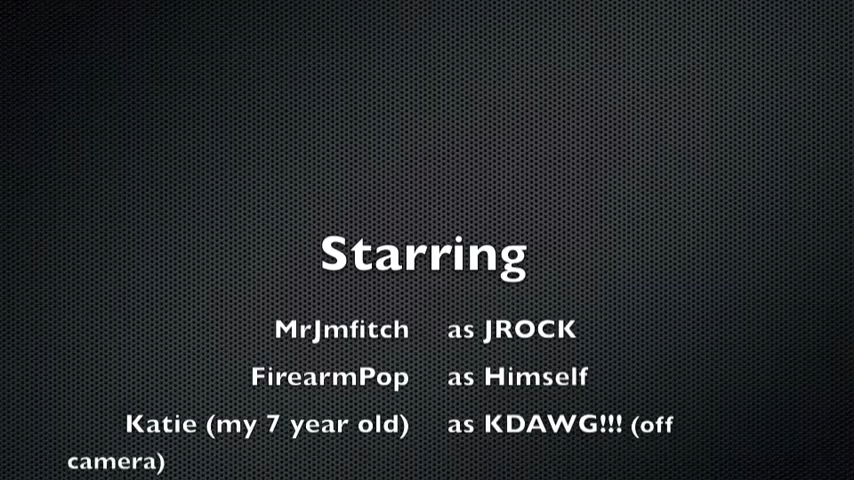 Starring
MrJmfitch as JROCK
FirearmPop as Himself
Katie (my 7 year old) as KDAWG!!! (off
camera)